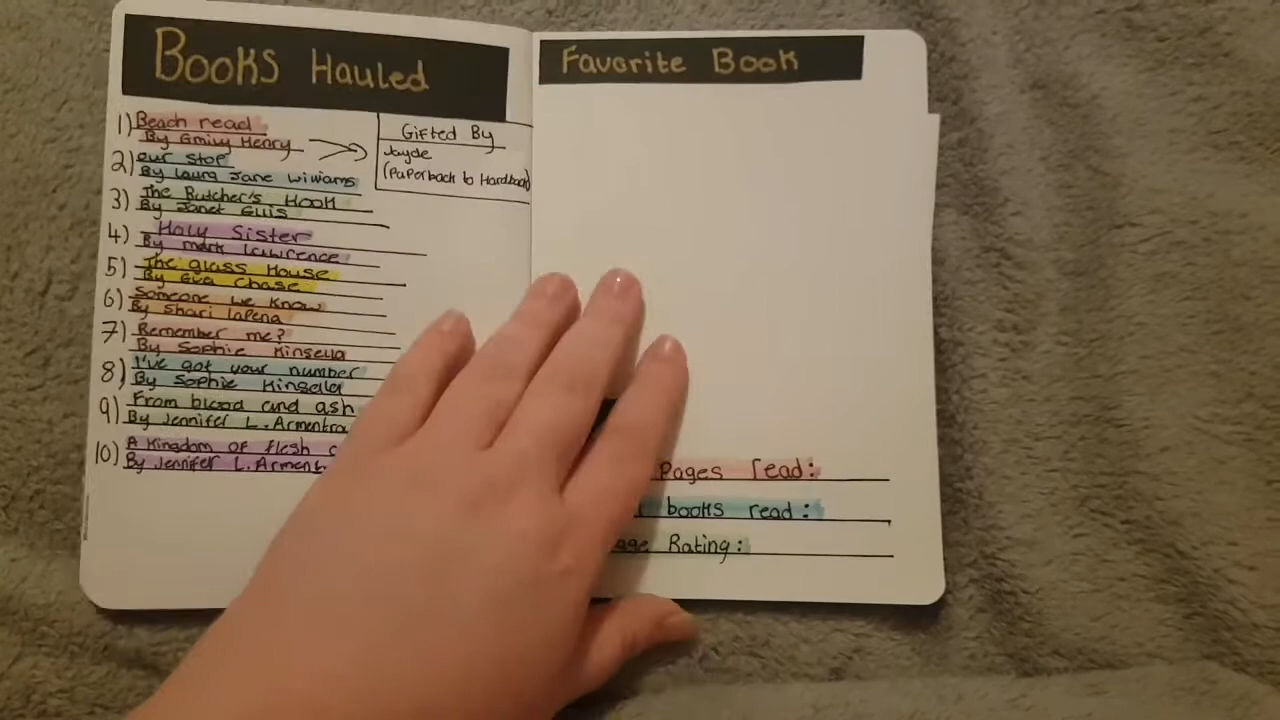 Books Hauled
1) Beach read
By Emily Henry
Gifted By
Jayde
(Paperback to Hardback)
2) our stop
By Laura Jane Wiwams
3) The Butcher's Hook
By Janet Ellis
4) Holy Sister
By mark Lawrence
5) The glass House
By Eva Chase
6) Someone we know
By Shari lapena
7) Remember me?
By Sophie Kinsella
8) I've got your number
By Sophie Kinsella
9) From blood and ash
By Jennifer L. Armentro
10) A Kingdom of flesh
By Jennifer L. Arment
Favorite Book
Pages read:
books read:
Rating: